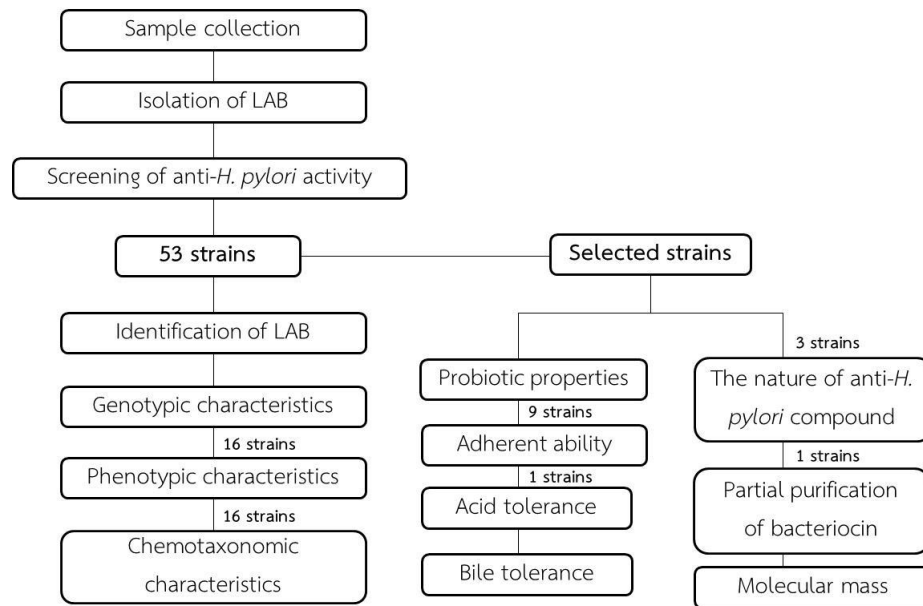 Sample collection
Isolation of LAB
Screening of anti-H. pylori activity
53 strains
Selected strains
Identification of LAB
Genotypic characteristics
16 strains
Phenotypic characteristics
16 strains
Chemotaxonomic
characteristics
Probiotic properties
9 strains
Adherent ability
1 strains
Acid tolerance
Bile tolerance
3 strains
The nature of anti-H.
pylori compound
1 strains
Partial purification
of bacteriocin
Molecular mass